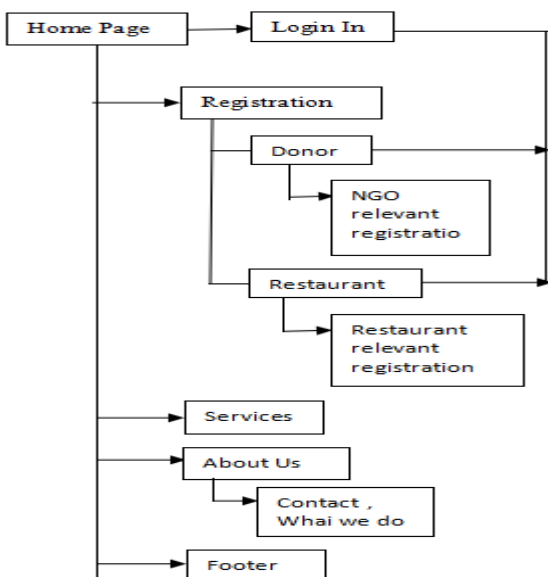 Home Page
Login In
Registration
Donor
NGO
relevant
registratio
Restaurant
Restaurant
relevant
registration
Services
About Us
Contact ,
Whai we do
Footer